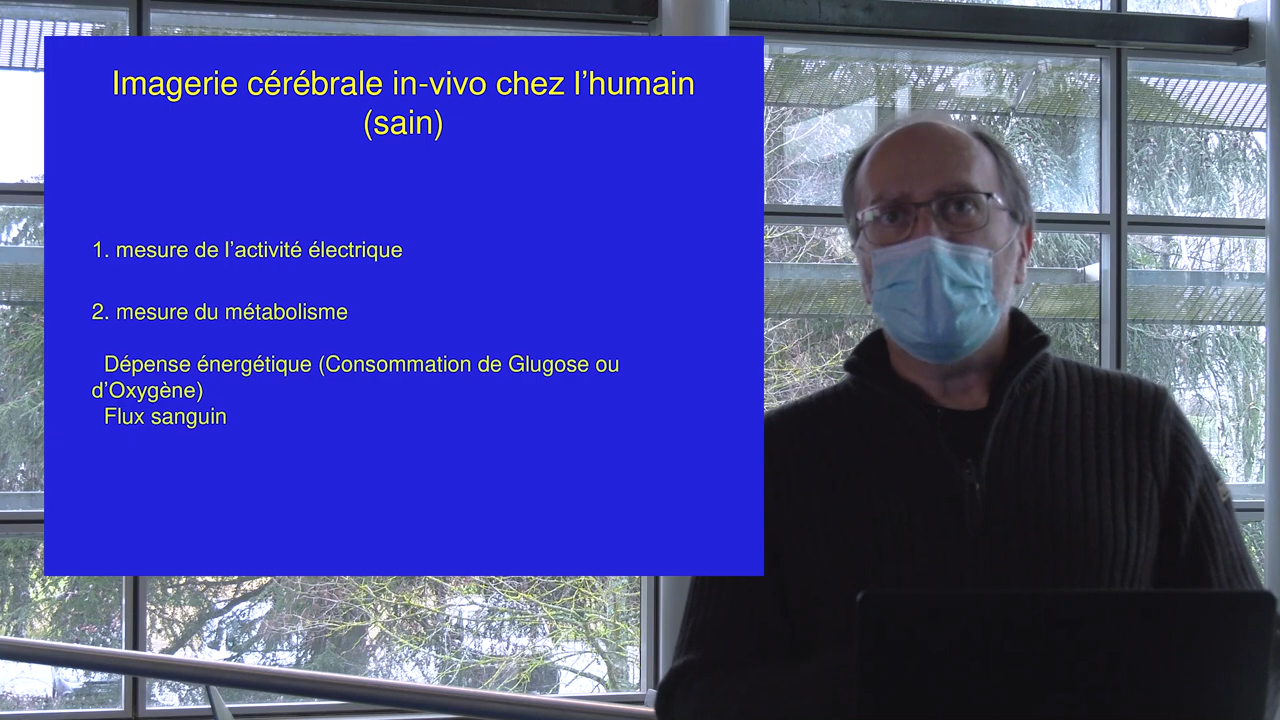 Imagerie cérébrale in-vivo chez l'humain
(sain)
1. mesure de l'activité électrique
2. mesure du métabolisme
Dépense énergétique (Consommation de Glugose ou
d'Oxygène)
Flux sanguin